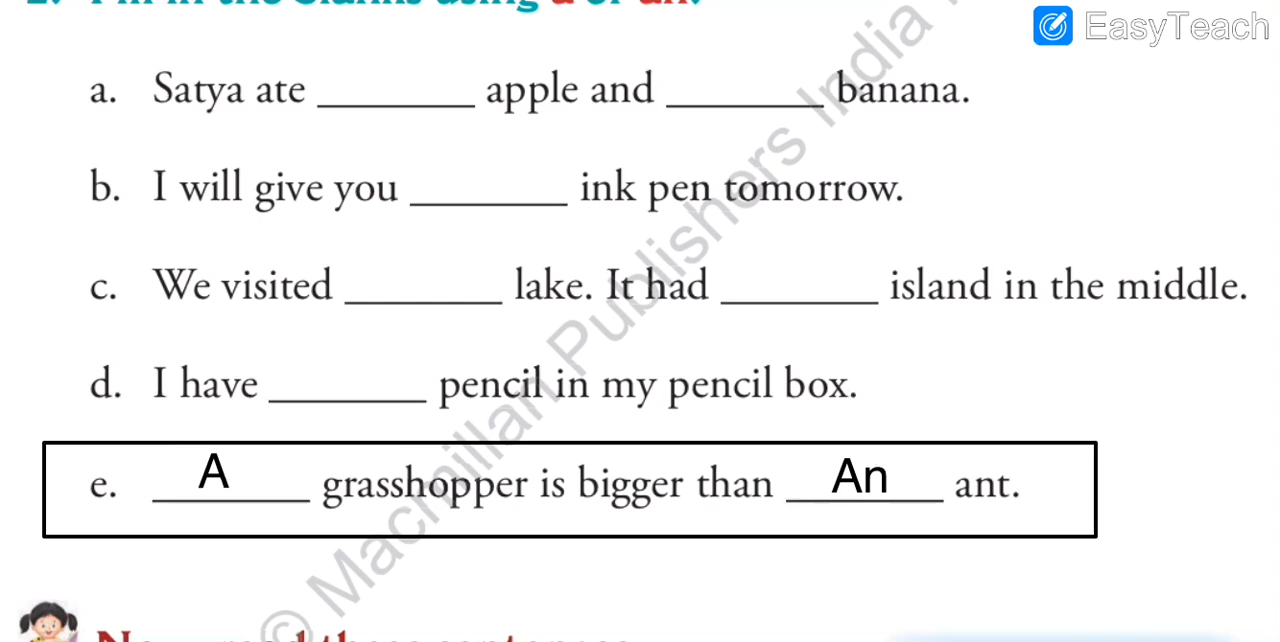 EasyTeach
a. Satya ate ________ apple and ________ banana.
b. I will give you ________ ink pen tomorrow.
c. We visited ________ lake. It had ________ island in the middle.
d. I have ________ pencil in my pencil box.
e. A grasshopper is bigger than An ant.
© Macmillan Publishers India